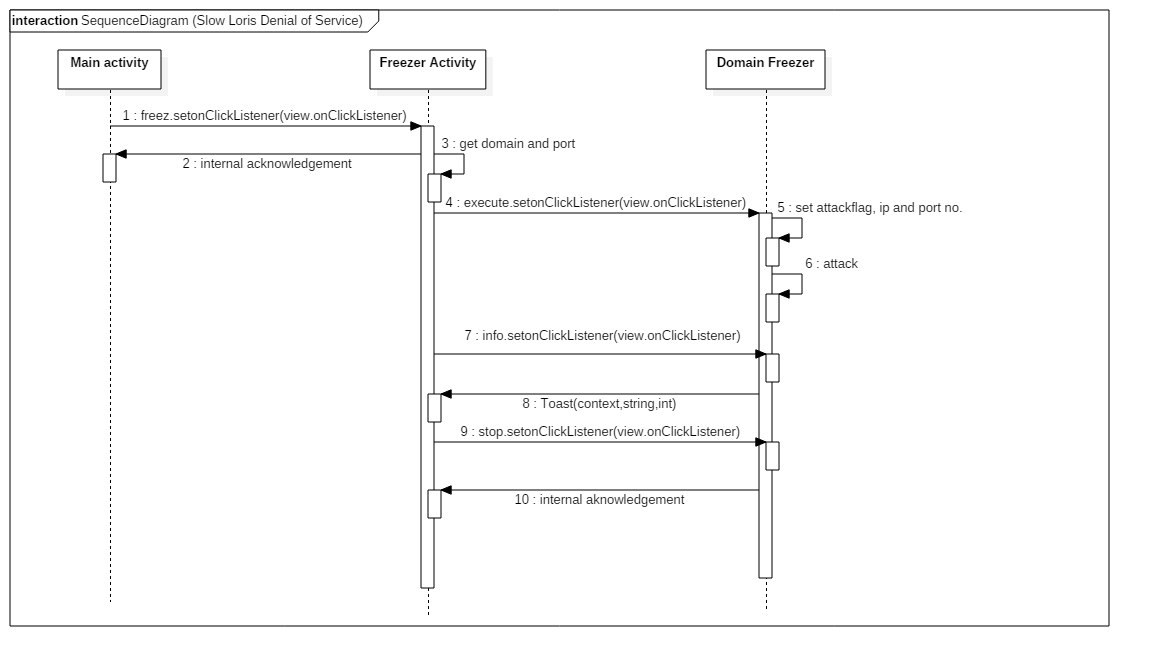 interaction SequenceDiagram (Slow Loris Denial of Service)
Main activity
Freezer Activity
Domain Freezer
1 : freez.setonClickListener(view.onClickListener)
3 : get domain and port
2 : internal acknowledgement
4 : execute.setonClickListener(view.onClickListener)
5 : set attackflag, ip and port no.
6 : attack
7 : info.setonClickListener(view.onClickListener)
8 : Toast(context,string,int)
9 : stop.setonClickListener(view.onClickListener)
10 : internal aknowledgement